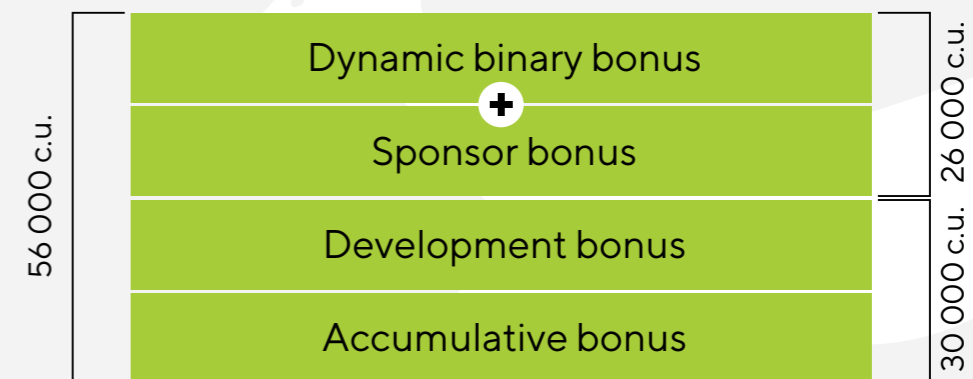 Dynamic binary bonus
+
Sponsor bonus
Development bonus
Accumulative bonus
56 000 c.u.
26 000 c.u.
30 000 c.u.